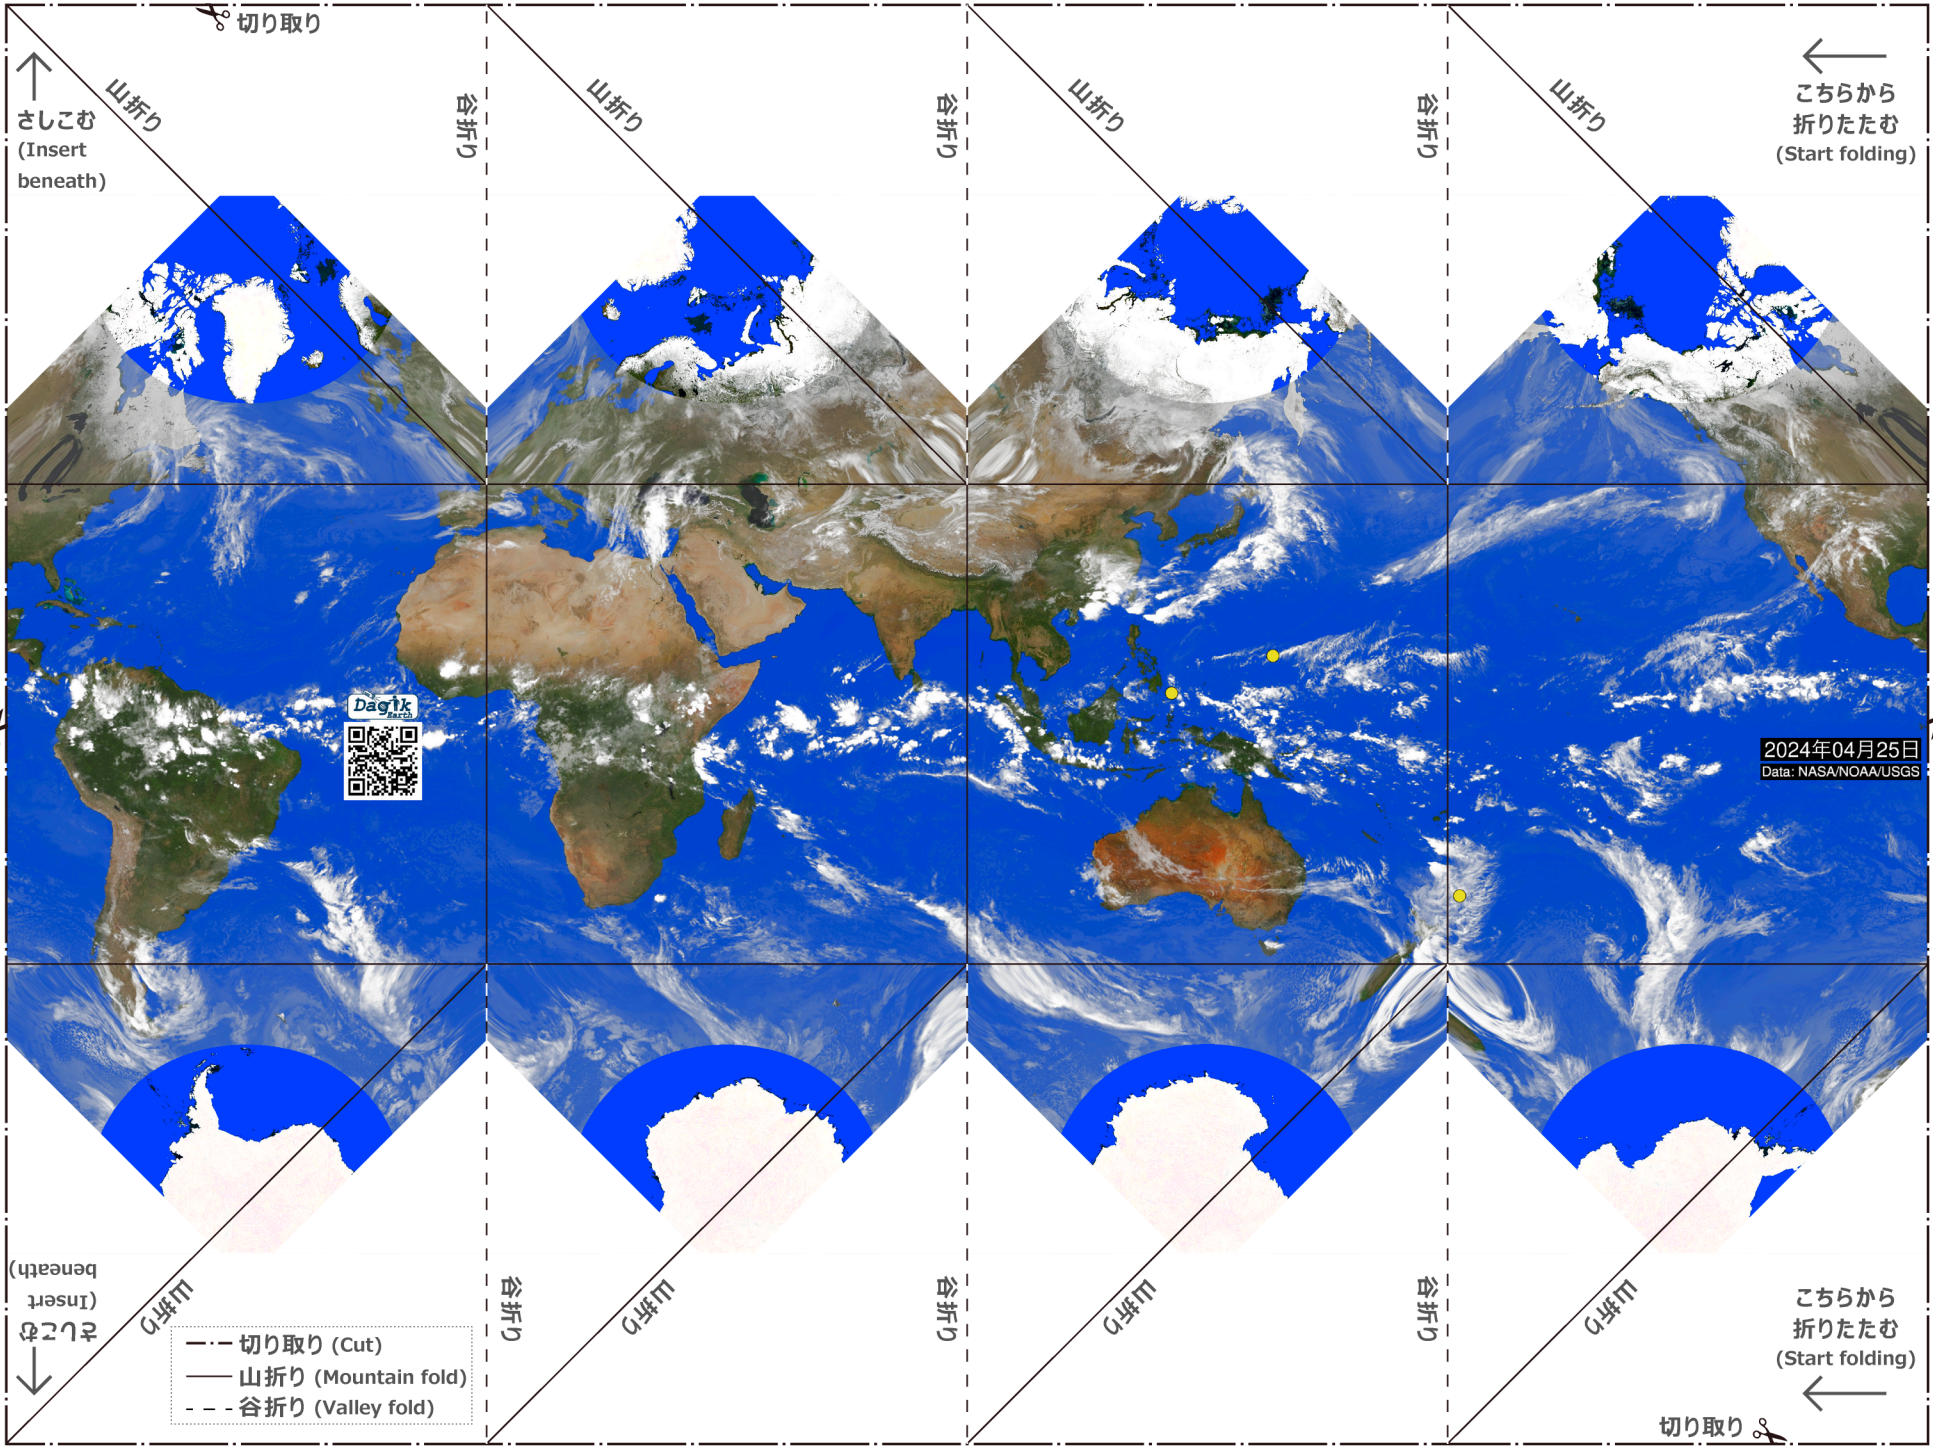 切り取り
さしこむ
(Insert
beneath)
山折り
谷折り
山折り
谷折り
山折り
谷折り
山折り
こちらから
折りたたむ
(Start folding)
Dagik
Earth
2024年04月25日
Data: NASA/NOAA/USGS
さしこむ
(Insert
beneath)
山折り
谷折り
山折り
谷折り
山折り
谷折り
山折り
こちらから
折りたたむ
(Start folding)
切り取り (Cut)
山折り (Mountain fold)
谷折り (Valley fold)
切り取り